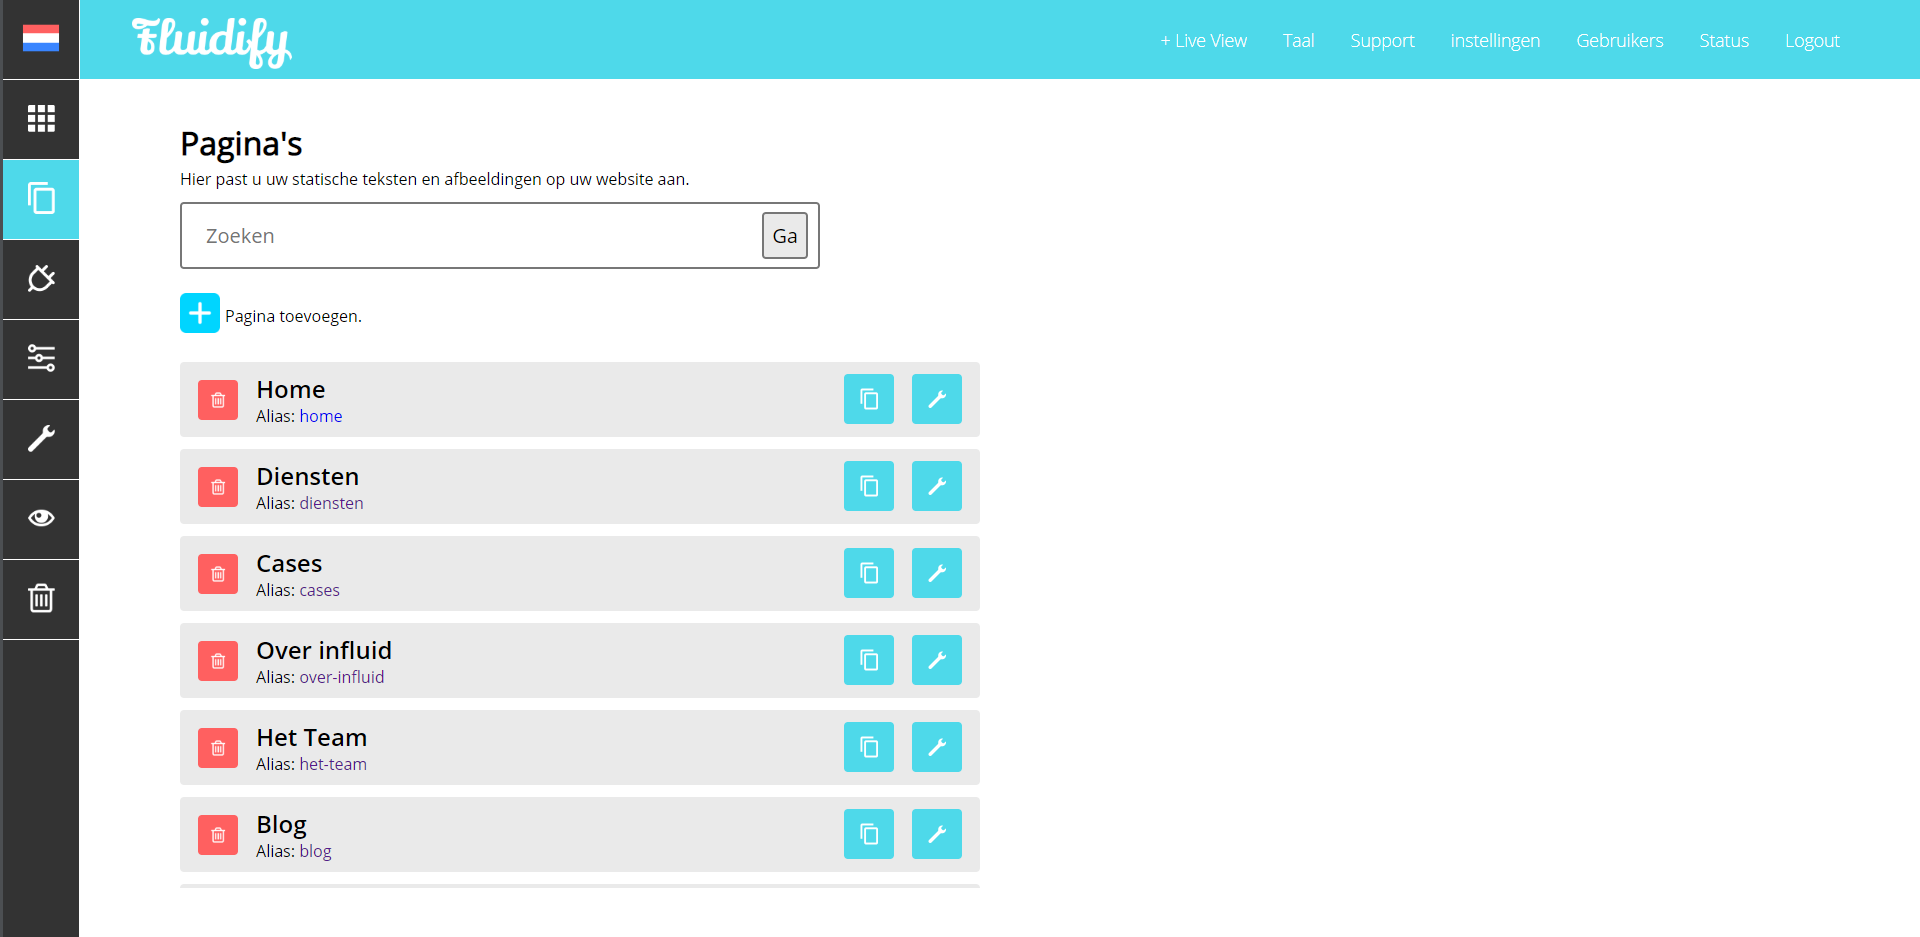 Fluidify
+ Live View Taal Support instellingen Gebruikers Status Logout
Pagina's
Hier past u uw statische teksten en afbeeldingen op uw website aan.
Zoeken Ga
Pagina toevoegen.
Home
Alias: home
Diensten
Alias: diensten
Cases
Alias: cases
Over influid
Alias: over-influid
Het Team
Alias: het-team
Blog
Alias: blog